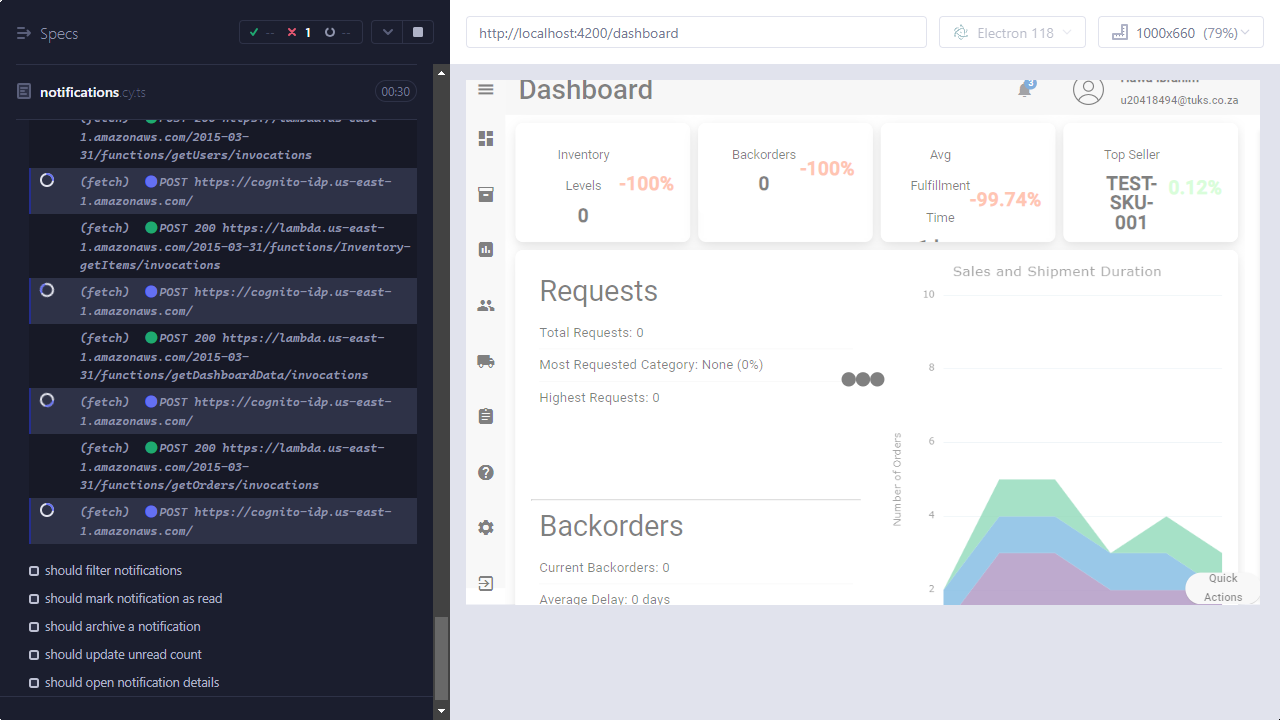 Specs
-- 1 --
notifications.cy.ts
00:30
(fetch) POST 200 https://lambda.us-east-
1.amazonaws.com/2015-03-
31/functions/getUsers/invocations
(fetch) POST https://cognito-idp.us-east-
1.amazonaws.com/
(fetch) POST 200 https://lambda.us-east-
1.amazonaws.com/2015-03-31/functions/Inventory-
getItems/invocations
(fetch) POST https://cognito-idp.us-east-
1.amazonaws.com/
(fetch) POST 200 https://lambda.us-east-
1.amazonaws.com/2015-03-
31/functions/getDashboardData/invocations
(fetch) POST https://cognito-idp.us-east-
1.amazonaws.com/
(fetch) POST 200 https://lambda.us-east-
1.amazonaws.com/2015-03-
31/functions/getOrders/invocations
(fetch) POST https://cognito-idp.us-east-
1.amazonaws.com/
should filter notifications
should mark notification as read
should archive a notification
should update unread count
should open notification details
http://localhost:4200/dashboard
Electron 118
1000x660 (79%)
Dashboard
3
Hawa Ibrahim
u20418494@tuks.co.za
Inventory
Levels
0
-100%
Backorders
0
-100%
Avg
Fulfillment
Time
-99.74%
Top Seller
TEST-
SKU-
001
0.12%
Requests
Total Requests: 0
Most Requested Category: None (0%)
Highest Requests: 0
Backorders
Current Backorders: 0
Average Delay: 0 days
Sales and Shipment Duration
Number of Orders
10
8
6
4
2
Quick
Actions